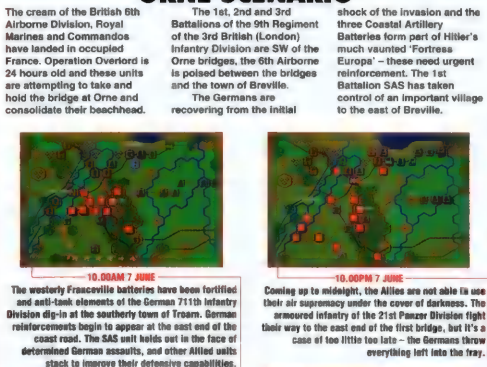 ORNE SCENARIO
The cream of the British 6th
Airborne Division, Royal
Marines and Commandos
have landed in occupied
France. Operation Overlord is
24 hours old and these units
are attempting to take and
hold the bridge at Orne and
consolidate their beachhead.
The 1st, 2nd and 3rd
Battalions of the 9th Regiment
of the 3rd British (London)
Infantry Division are SW of the
Orne bridges, the 6th Airborne
is poised between the bridges
and the town of Breville.
The Germans are
recovering from the initial
shock of the invasion and the
three Coastal Artillery
Batteries form part of Hitler's
much vaunted 'Fortress
Europa' – these need urgent
reinforcement. The 1st
Battalion SAS has taken
control of an important village
to the east of Breville.
10.00AM 7 JUNE
The westerly Franceville batteries have been fortified
and anti-tank elements of the German 711th Infantry
Division dig-in at the southerly town of Troarn. German
reinforcements begin to appear at the east end of the
coast road. The SAS unit holds out in the face of
determined German assaults, and other Allied units
stack to improve their defensive capabilities.
10.00PM 7 JUNE
Coming up to midnight, the Allies are not able to use
their air supremacy under the cover of darkness. The
armoured infantry of the 21st Panzer Division fight
their way to the east end of the first bridge, but it's a
case of too little too late – the Germans throw
everything left into the fray.